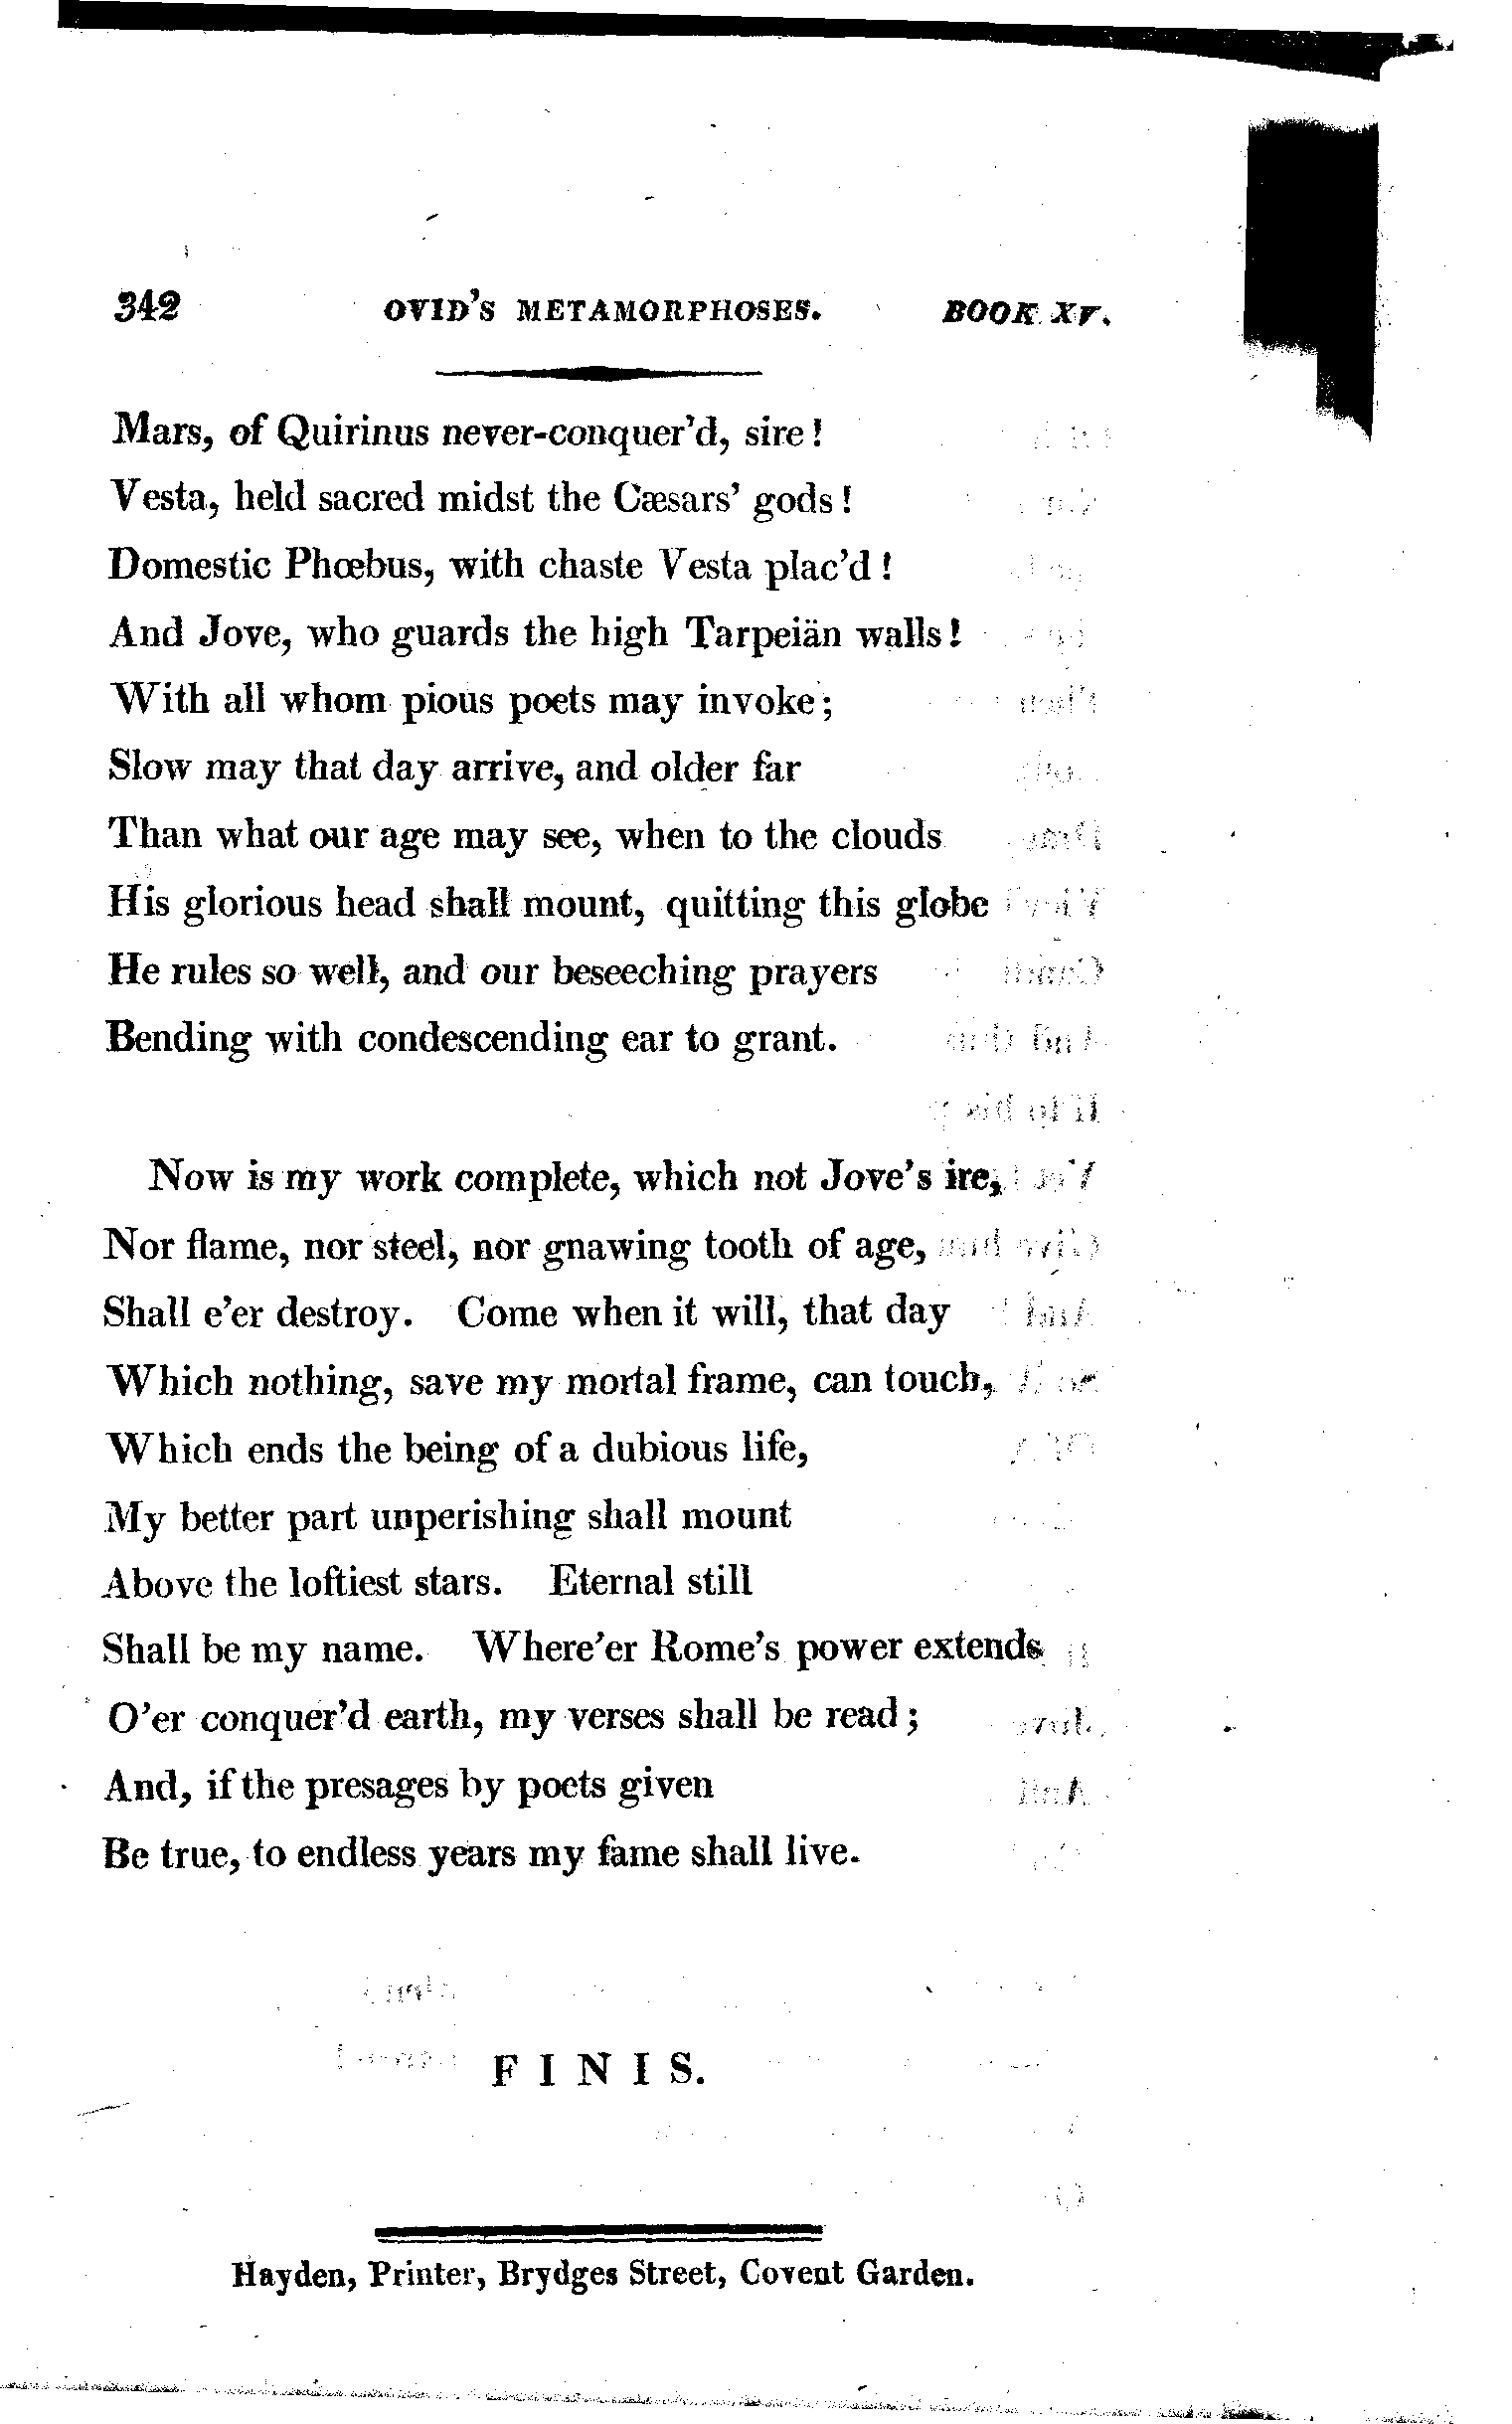 342 OVID'S METAMORPHOSES. BOOK XV.
Mars, of Quirinus never-conquer'd, sire!
Vesta, held sacred midst the Cæsars' gods!
Domestic Phœbus, with chaste Vesta plac'd!
And Jove, who guards the high Tarpeiän walls!
With all whom pious poets may invoke;
Slow may that day arrive, and older far
Than what our age may see, when to the clouds
His glorious head shall mount, quitting this globe
He rules so well, and our beseeching prayers
Bending with condescending ear to grant.
Now is my work complete, which not Jove's ire,
Nor flame, nor steel, nor gnawing tooth of age,
Shall e'er destroy. Come when it will, that day
Which nothing, save my mortal frame, can touch,
Which ends the being of a dubious life,
My better part unperishing shall mount
Above the loftiest stars. Eternal still
Shall be my name. Where'er Rome's power extends
O'er conquer'd earth, my verses shall be read;
And, if the presages by poets given
Be true, to endless years my fame shall live.
FINIS.
Hayden, Printer, Brydges Street, Covent Garden.